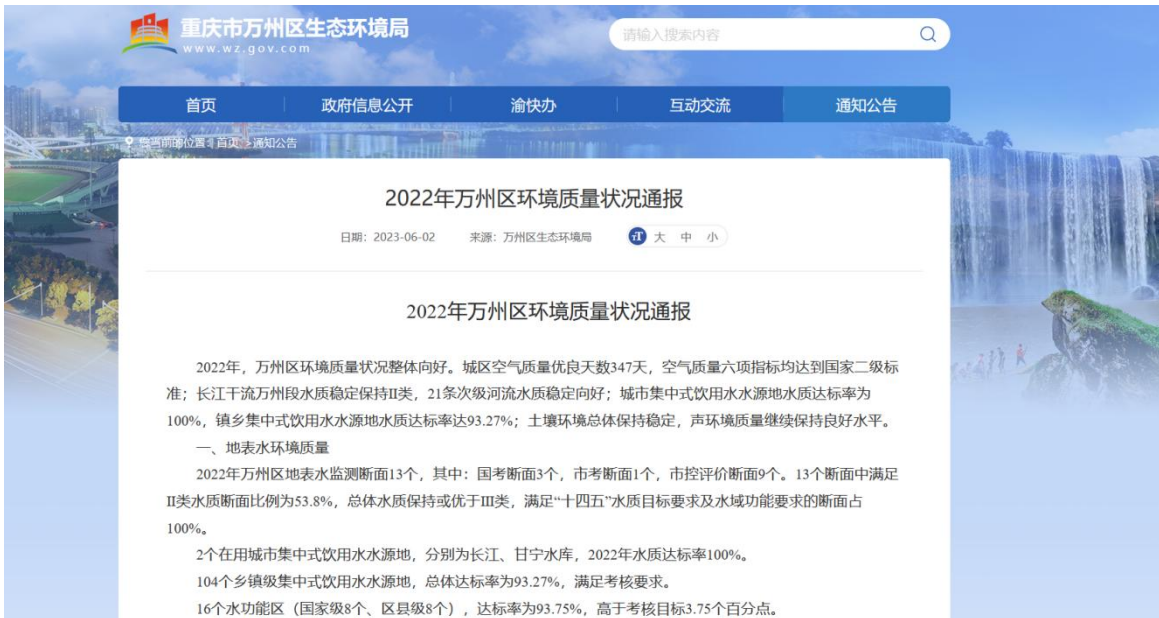 重庆市万州区生态环境局
www.wz.gov.com
请输入搜索内容
首页
政府信息公开
渝快办
互动交流
通知公告
您当前的位置：首页 > 通知公告
2022年万州区环境质量状况通报
日期：2023-06-02 来源：万州区生态环境局 大 中 小
2022年万州区环境质量状况通报
2022年，万州区环境质量状况整体向好。城区空气质量优良天数347天，空气质量六项指标均达到国家二级标
准；长江干流万州段水质稳定保持II类，21条次级河流水质稳定向好；城市集中式饮用水水源地水质达标率为
100%，镇乡集中式饮用水水源地水质达标率达93.27%；土壤环境总体保持稳定，声环境质量继续保持良好水平。
一、地表水环境质量
2022年万州区地表水监测断面13个，其中：国考断面3个，市考断面1个，市控评价断面9个。13个断面中满足
II类水质断面比例为53.8%，总体水质保持或优于III类，满足“十四五”水质目标要求及水域功能要求的断面占
100%。
2个在用城市集中式饮用水水源地，分别为长江、甘宁水库，2022年水质达标率100%。
104个乡镇级集中式饮用水水源地，总体达标率为93.27%，满足考核要求。
16个水功能区（国家级8个、区县级8个），达标率为93.75%，高于考核目标3.75个百分点。